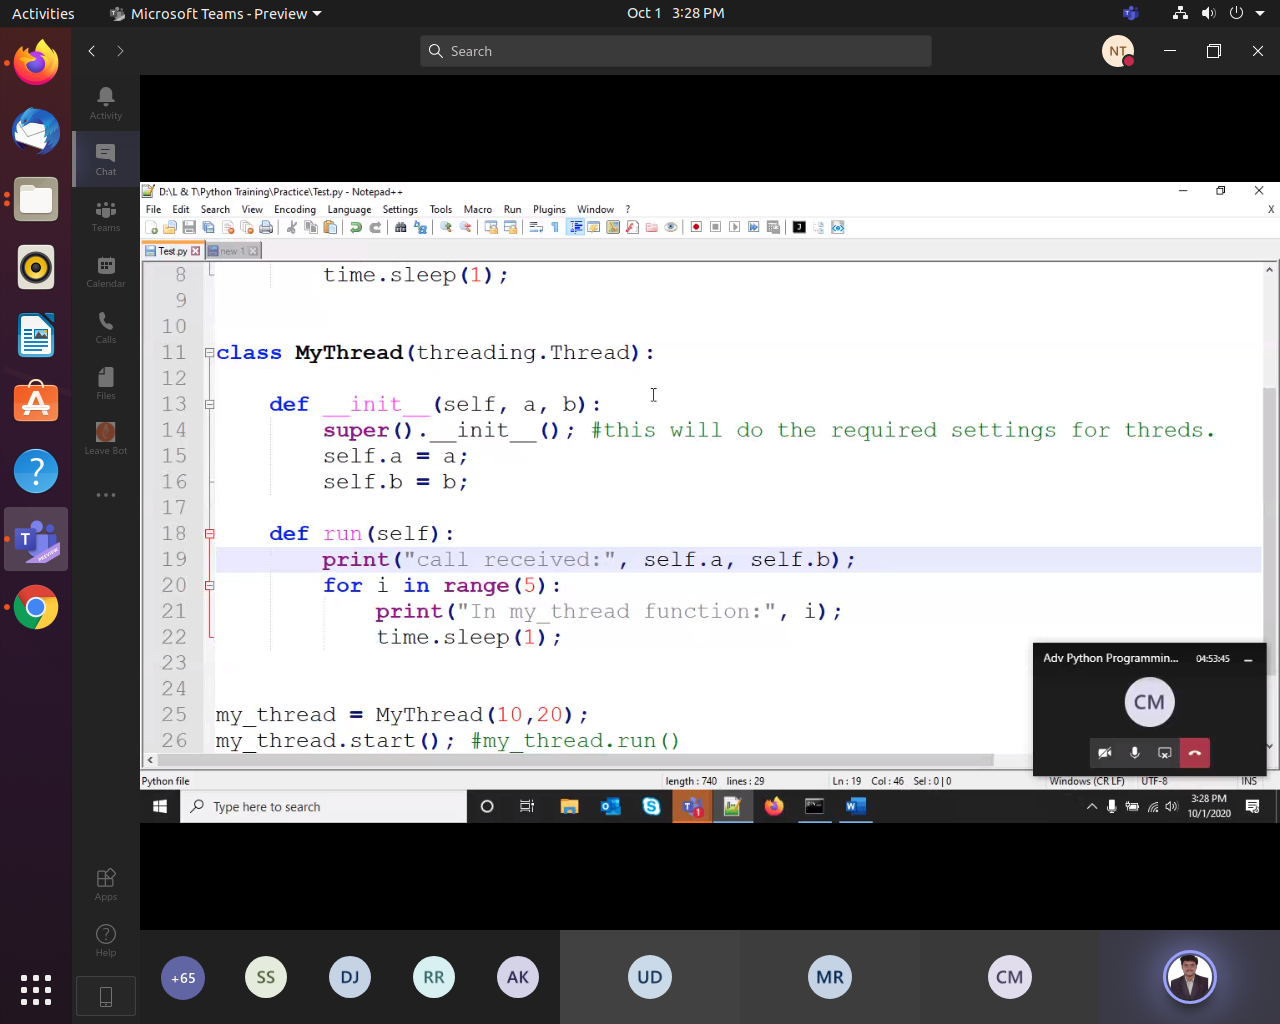 Activities
Microsoft Teams - Preview
Oct 1 3:28 PM
Search
NT
Activity
Chat
Teams
Calendar
Calls
Files
Leave Bot
Apps
Help
D:\L & T\Python Training\Practice\Test.py - Notepad++
File Edit Search View Encoding Language Settings Tools Macro Run Plugins Window ?
X
Test.py
new 1
8 time.sleep(1);
9
10
11 class MyThread(threading.Thread):
12
13 def __init__(self, a, b):
14 super().__init__(); #this will do the required settings for threds.
15 self.a = a;
16 self.b = b;
17
18 def run(self):
19 print("call received:", self.a, self.b);
20 for i in range(5):
21 print("In my_thread function:", i);
22 time.sleep(1);
23
24
25 my_thread = MyThread(10,20);
26 my_thread.start(); #my_thread.run()
Adv Python Programmin... 04:53:45
CM
Python file
length : 740 lines : 29
Ln : 19 Col : 46 Sel : 0 | 0
Windows (CR LF)
UTF-8
INS
Type here to search
3:28 PM
10/1/2020
+65
SS
DJ
RR
AK
UD
MR
CM